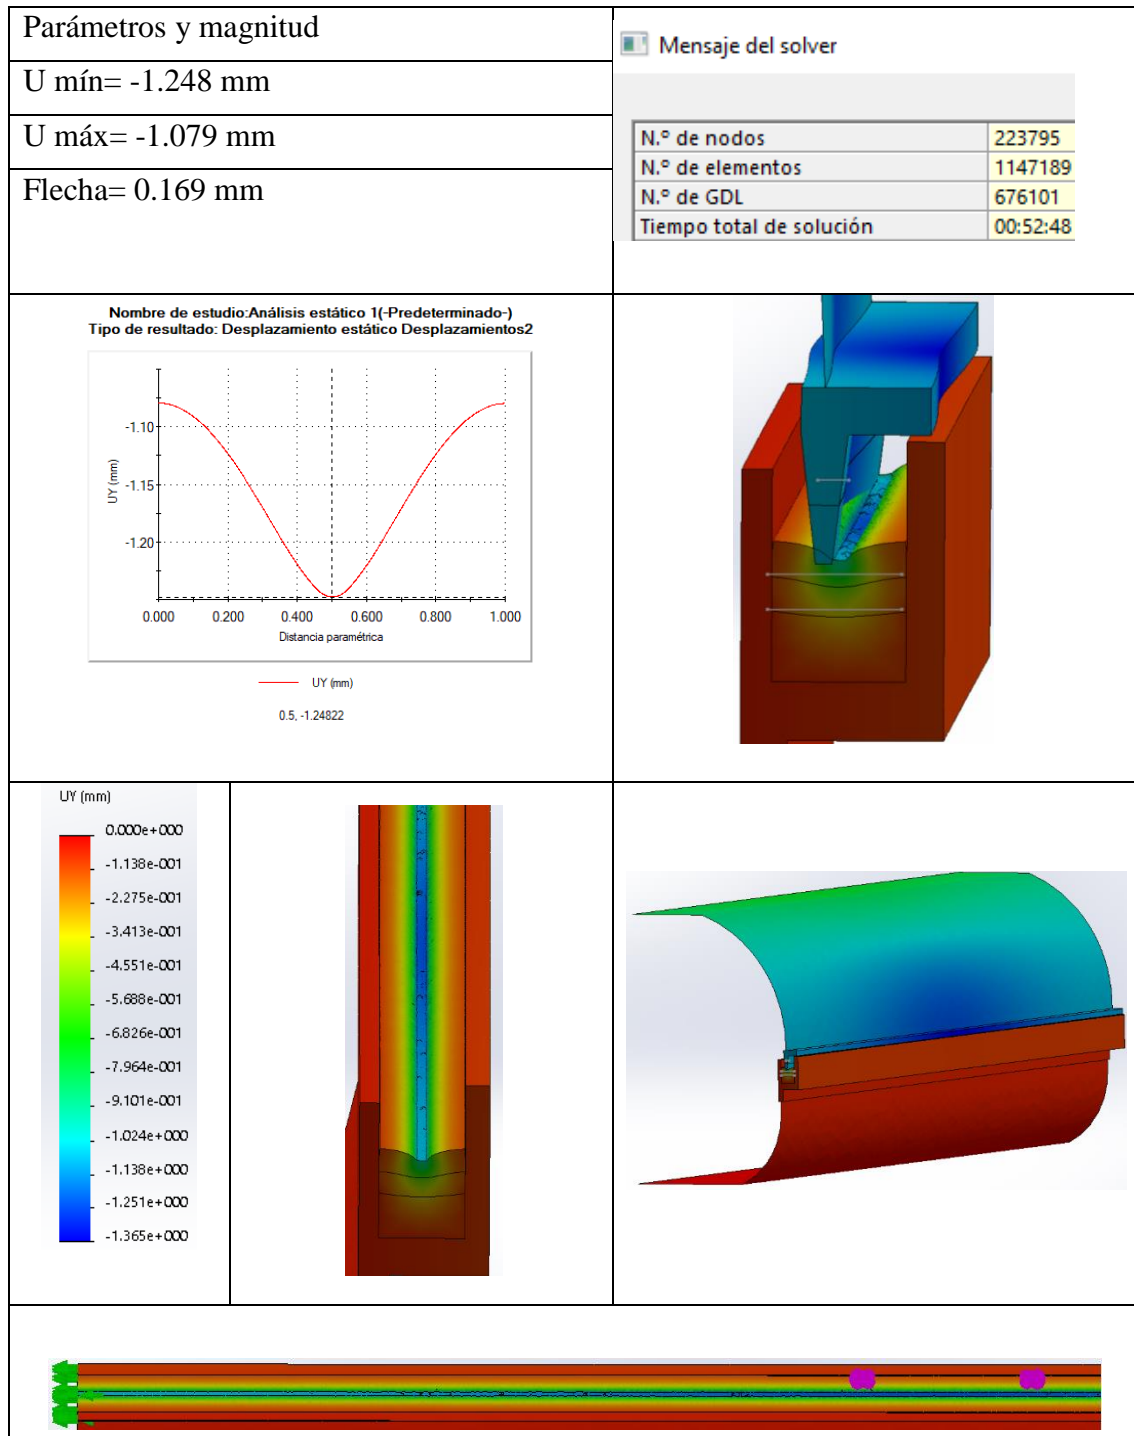 Parámetros y magnitud
U mín= -1.248 mm
U máx= -1.079 mm
Flecha= 0.169 mm
Mensaje del solver
N.º de nodos 223795
N.º de elementos 1147189
N.º de GDL 676101
Tiempo total de solución 00:52:48
Nombre de estudio:Análisis estático 1(-Predeterminado-)
Tipo de resultado: Desplazamiento estático Desplazamientos2
UY (mm)
-1.10
-1.15
-1.20
0.000 0.200 0.400 0.600 0.800 1.000
Distancia paramétrica
UY (mm)
0.5, -1.24822
UY (mm)
0.000e+000
-1.138e-001
-2.275e-001
-3.413e-001
-4.551e-001
-5.688e-001
-6.826e-001
-7.964e-001
-9.101e-001
-1.024e+000
-1.138e+000
-1.251e+000
-1.365e+000